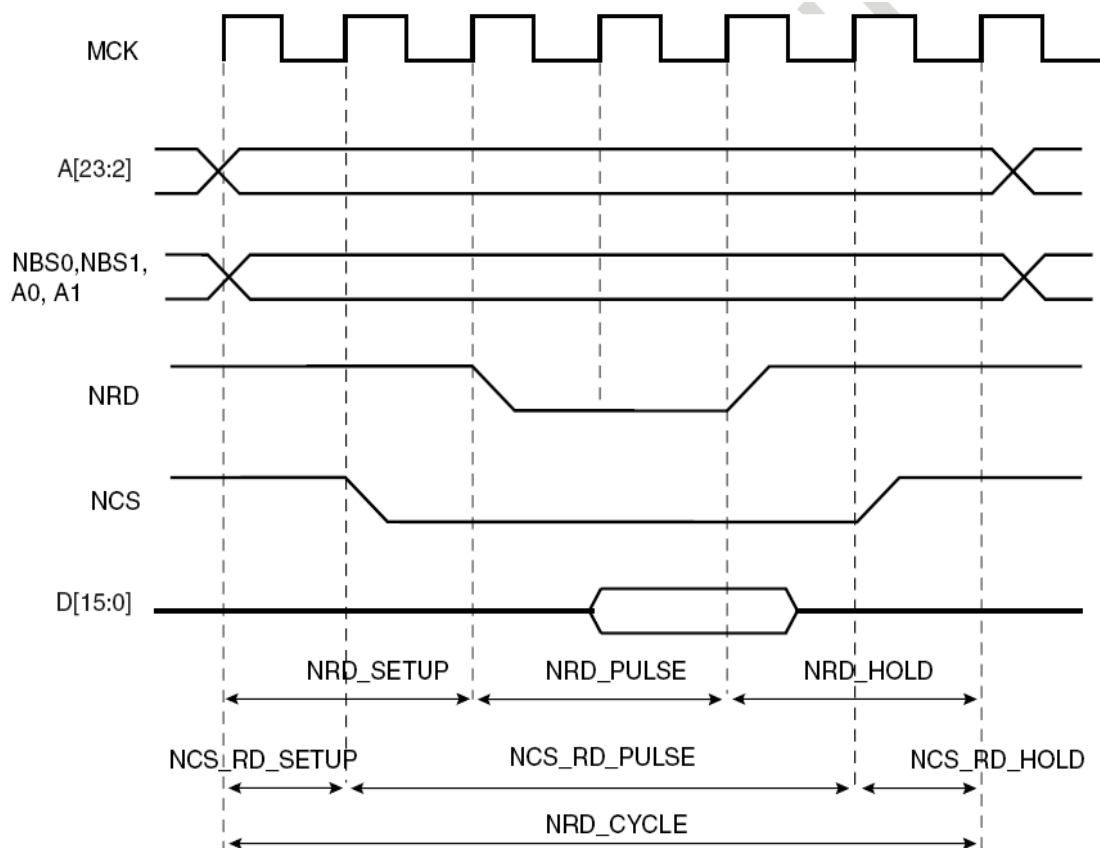 MCK
A[23:2]
NBS0,NBS1,
A0, A1
NRD
NCS
D[15:0]
NRD_SETUP
NRD_PULSE
NRD_HOLD
NCS_RD_SETUP
NCS_RD_PULSE
NCS_RD_HOLD
NRD_CYCLE